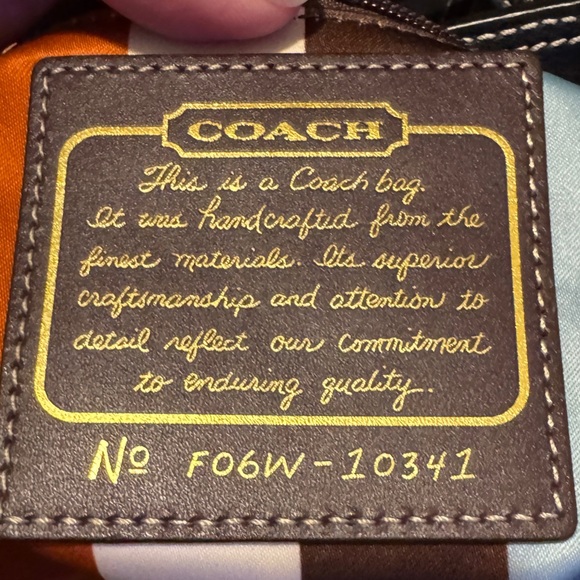 COACH
This is a Coach bag.
It was handcrafted from the
finest materials. Its superior
craftsmanship and attention to
detail reflect our commitment
to enduring quality.
Nº F06W-10341